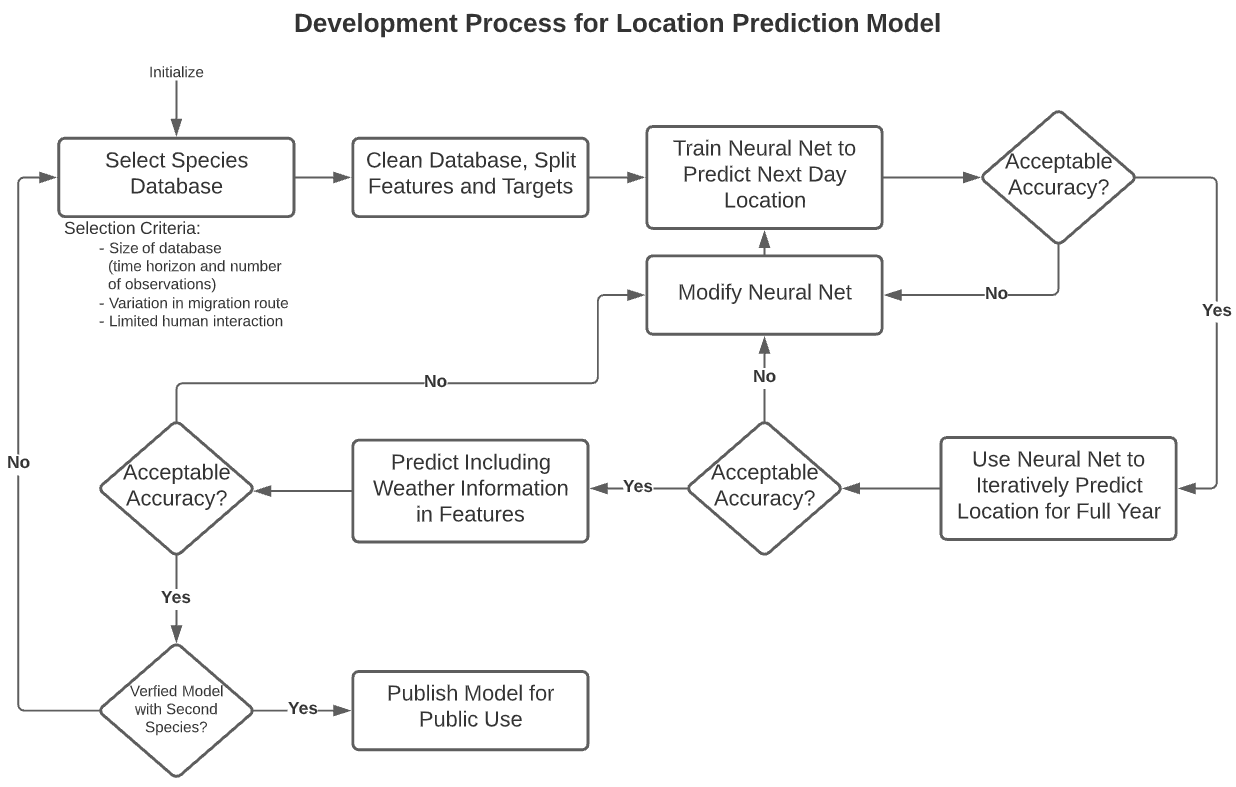 Development Process for Location Prediction Model
Initialize
Select Species
Database
Clean Database, Split
Features and Targets
Train Neural Net to
Predict Next Day
Location
Acceptable
Accuracy?
Selection Criteria:
- Size of database
(time horizon and number
of observations)
- Variation in migration route
- Limited human interaction
Modify Neural Net
No
Yes
No
No
Acceptable
Accuracy?
Predict Including
Weather Information
in Features
Yes
Acceptable
Accuracy?
Use Neural Net to
Iteratively Predict
Location for Full Year
No
Yes
Verfied Model
with Second
Species?
Yes
Publish Model for
Public Use